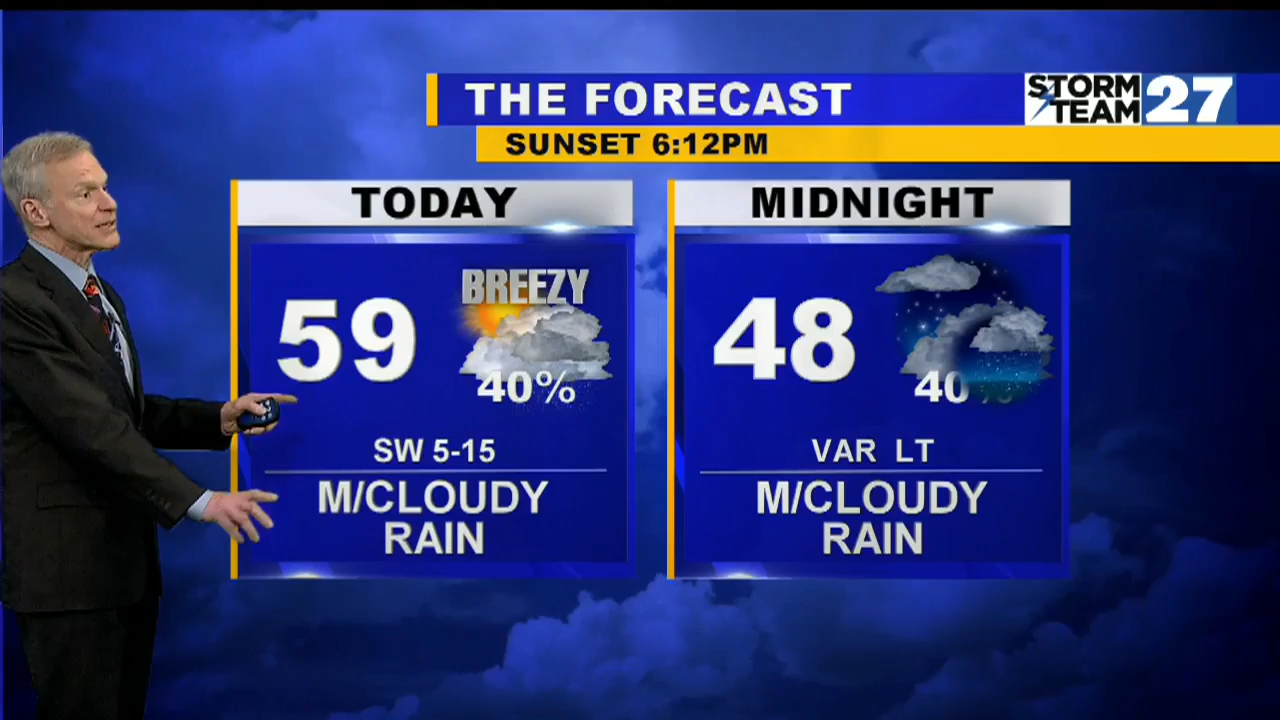 THE FORECAST
STORM TEAM 27
SUNSET 6:12PM
TODAY
BREEZY
59
40%
SW 5-15
M/CLOUDY
RAIN
MIDNIGHT
48
40%
VAR LT
M/CLOUDY
RAIN